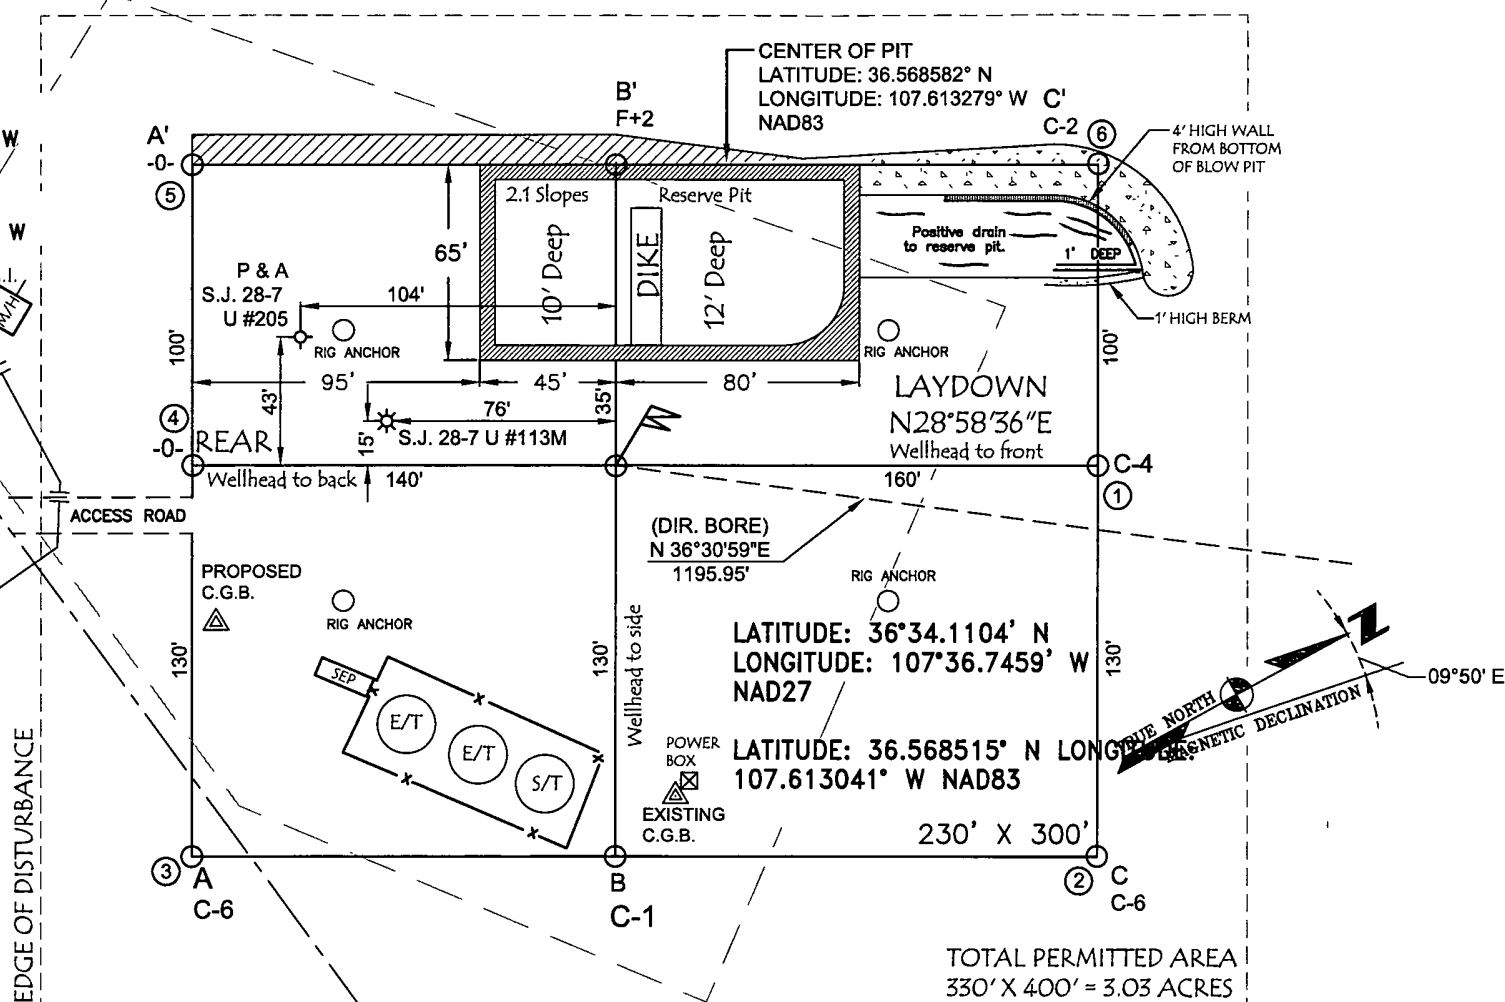 CENTER OF PIT
LATITUDE: 36.568582° N
LONGITUDE: 107.613279° W
NAD83
B'
F+2
C'
C-2
6
4' HIGH WALL
FROM BOTTOM
OF BLOW PIT
W
A'
-0-
5
2.1 Slopes
Reserve Pit
W
65'
10' Deep
DIKE
12' Deep
Positive drain
to reserve pit.
1' DEEP
P & A
S.J. 28-7
U #205
104'
M/H
1' HIGH BERM
RIG ANCHOR
RIG ANCHOR
100'
100'
95'
45'
80'
LAYDOWN
N28°58'36"E
Wellhead to front
43'
35'
76'
15'
S.J. 28-7 U #113M
4
-0-
REAR
Wellhead to back
140'
160'
C-4
1
ACCESS ROAD
(DIR. BORE)
N 36°30'59"E
1195.95'
PROPOSED
C.G.B.
RIG ANCHOR
RIG ANCHOR
LATITUDE: 36°34.1104' N
LONGITUDE: 107°36.7459' W
NAD27
130'
130'
130'
Wellhead to side
SEP
E/T
E/T
S/T
N
09°50' E
TRUE NORTH
MAGNETIC DECLINATION
POWER
BOX
LATITUDE: 36.568515° N LONGITUDE:
107.613041° W NAD83
EXISTING
C.G.B.
230' X 300'
3
A
C-6
B
C-1
2
C
C-6
EDGE OF DISTURBANCE
TOTAL PERMITTED AREA
330' X 400' = 3.03 ACRES